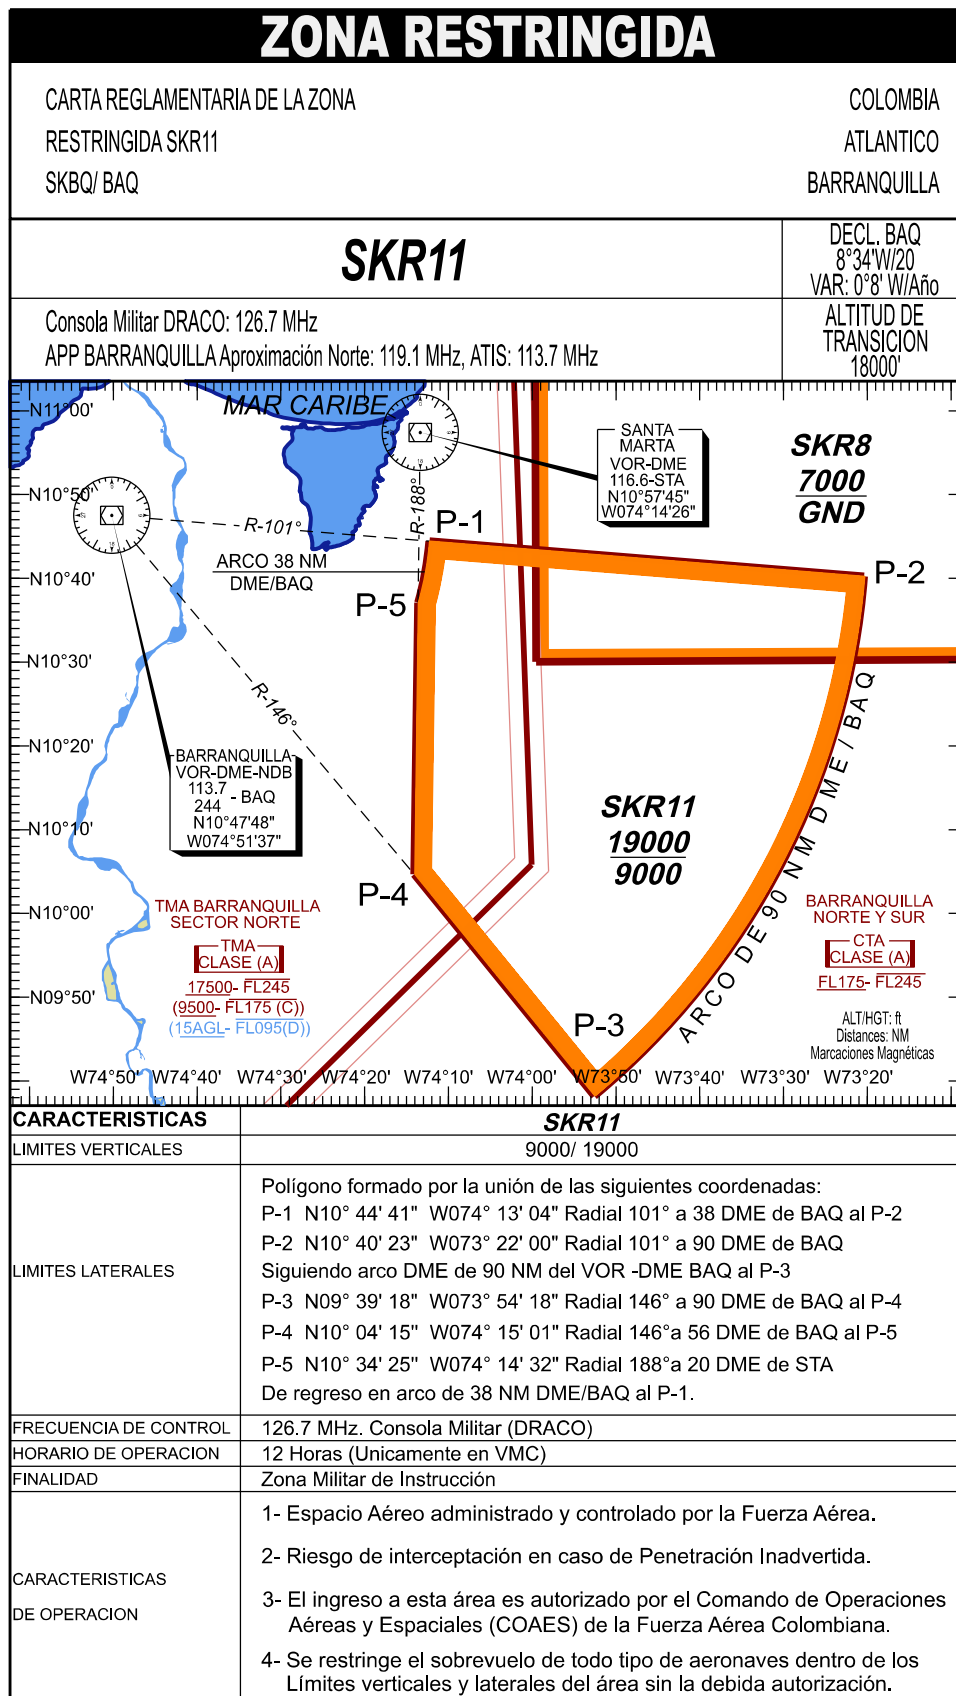 ZONA RESTRINGIDA
CARTA REGLAMENTARIA DE LA ZONA
RESTRINGIDA SKR11
SKBQ/ BAQ
COLOMBIA
ATLANTICO
BARRANQUILLA
SKR11
DECL. BAQ
8°34'W/20
VAR: 0°8' W/Año
Consola Militar DRACO: 126.7 MHz
APP BARRANQUILLA Aproximación Norte: 119.1 MHz, ATIS: 113.7 MHz
ALTITUD DE
TRANSICION
18000'
N11°00'
N10°50'
N10°40'
N10°30'
N10°20'
N10°10'
N10°00'
N09°50'
MAR CARIBE
SANTA
MARTA
VOR-DME
116.6-STA
N10°57'45"
W074°14'26"
SKR8
7000
GND
R-101°
R-188°
P-1
P-2
ARCO 38 NM
DME/BAQ
P-5
R-146°
BARRANQUILLA
VOR-DME-NDB
113.7
244 - BAQ
N10°47'48"
W074°51'37"
SKR11
19000
9000
ARCO DE 90 NM DME/BAQ
P-4
P-3
TMA BARRANQUILLA
SECTOR NORTE
TMA
CLASE (A)
17500- FL245
(9500- FL175 (C))
(15AGL- FL095(D))
BARRANQUILLA
NORTE Y SUR
CTA
CLASE (A)
FL175- FL245
ALT/HGT: ft
Distances: NM
Marcaciones Magnéticas
W74°50' W74°40' W74°30' W74°20' W74°10' W74°00' W73°50' W73°40' W73°30' W73°20'
CARACTERISTICAS
SKR11
LIMITES VERTICALES
9000/ 19000
LIMITES LATERALES
Polígono formado por la unión de las siguientes coordenadas:
P-1 N10° 44' 41" W074° 13' 04" Radial 101° a 38 DME de BAQ al P-2
P-2 N10° 40' 23" W073° 22' 00" Radial 101° a 90 DME de BAQ
Siguiendo arco DME de 90 NM del VOR -DME BAQ al P-3
P-3 N09° 39' 18" W073° 54' 18" Radial 146° a 90 DME de BAQ al P-4
P-4 N10° 04' 15" W074° 15' 01" Radial 146°a 56 DME de BAQ al P-5
P-5 N10° 34' 25" W074° 14' 32" Radial 188°a 20 DME de STA
De regreso en arco de 38 NM DME/BAQ al P-1.
FRECUENCIA DE CONTROL
126.7 MHz. Consola Militar (DRACO)
HORARIO DE OPERACION
12 Horas (Unicamente en VMC)
FINALIDAD
Zona Militar de Instrucción
CARACTERISTICAS
DE OPERACION
1- Espacio Aéreo administrado y controlado por la Fuerza Aérea.
2- Riesgo de interceptación en caso de Penetración Inadvertida.
3- El ingreso a esta área es autorizado por el Comando de Operaciones
Aéreas y Espaciales (COAES) de la Fuerza Aérea Colombiana.
4- Se restringe el sobrevuelo de todo tipo de aeronaves dentro de los
Límites verticales y laterales del área sin la debida autorización.